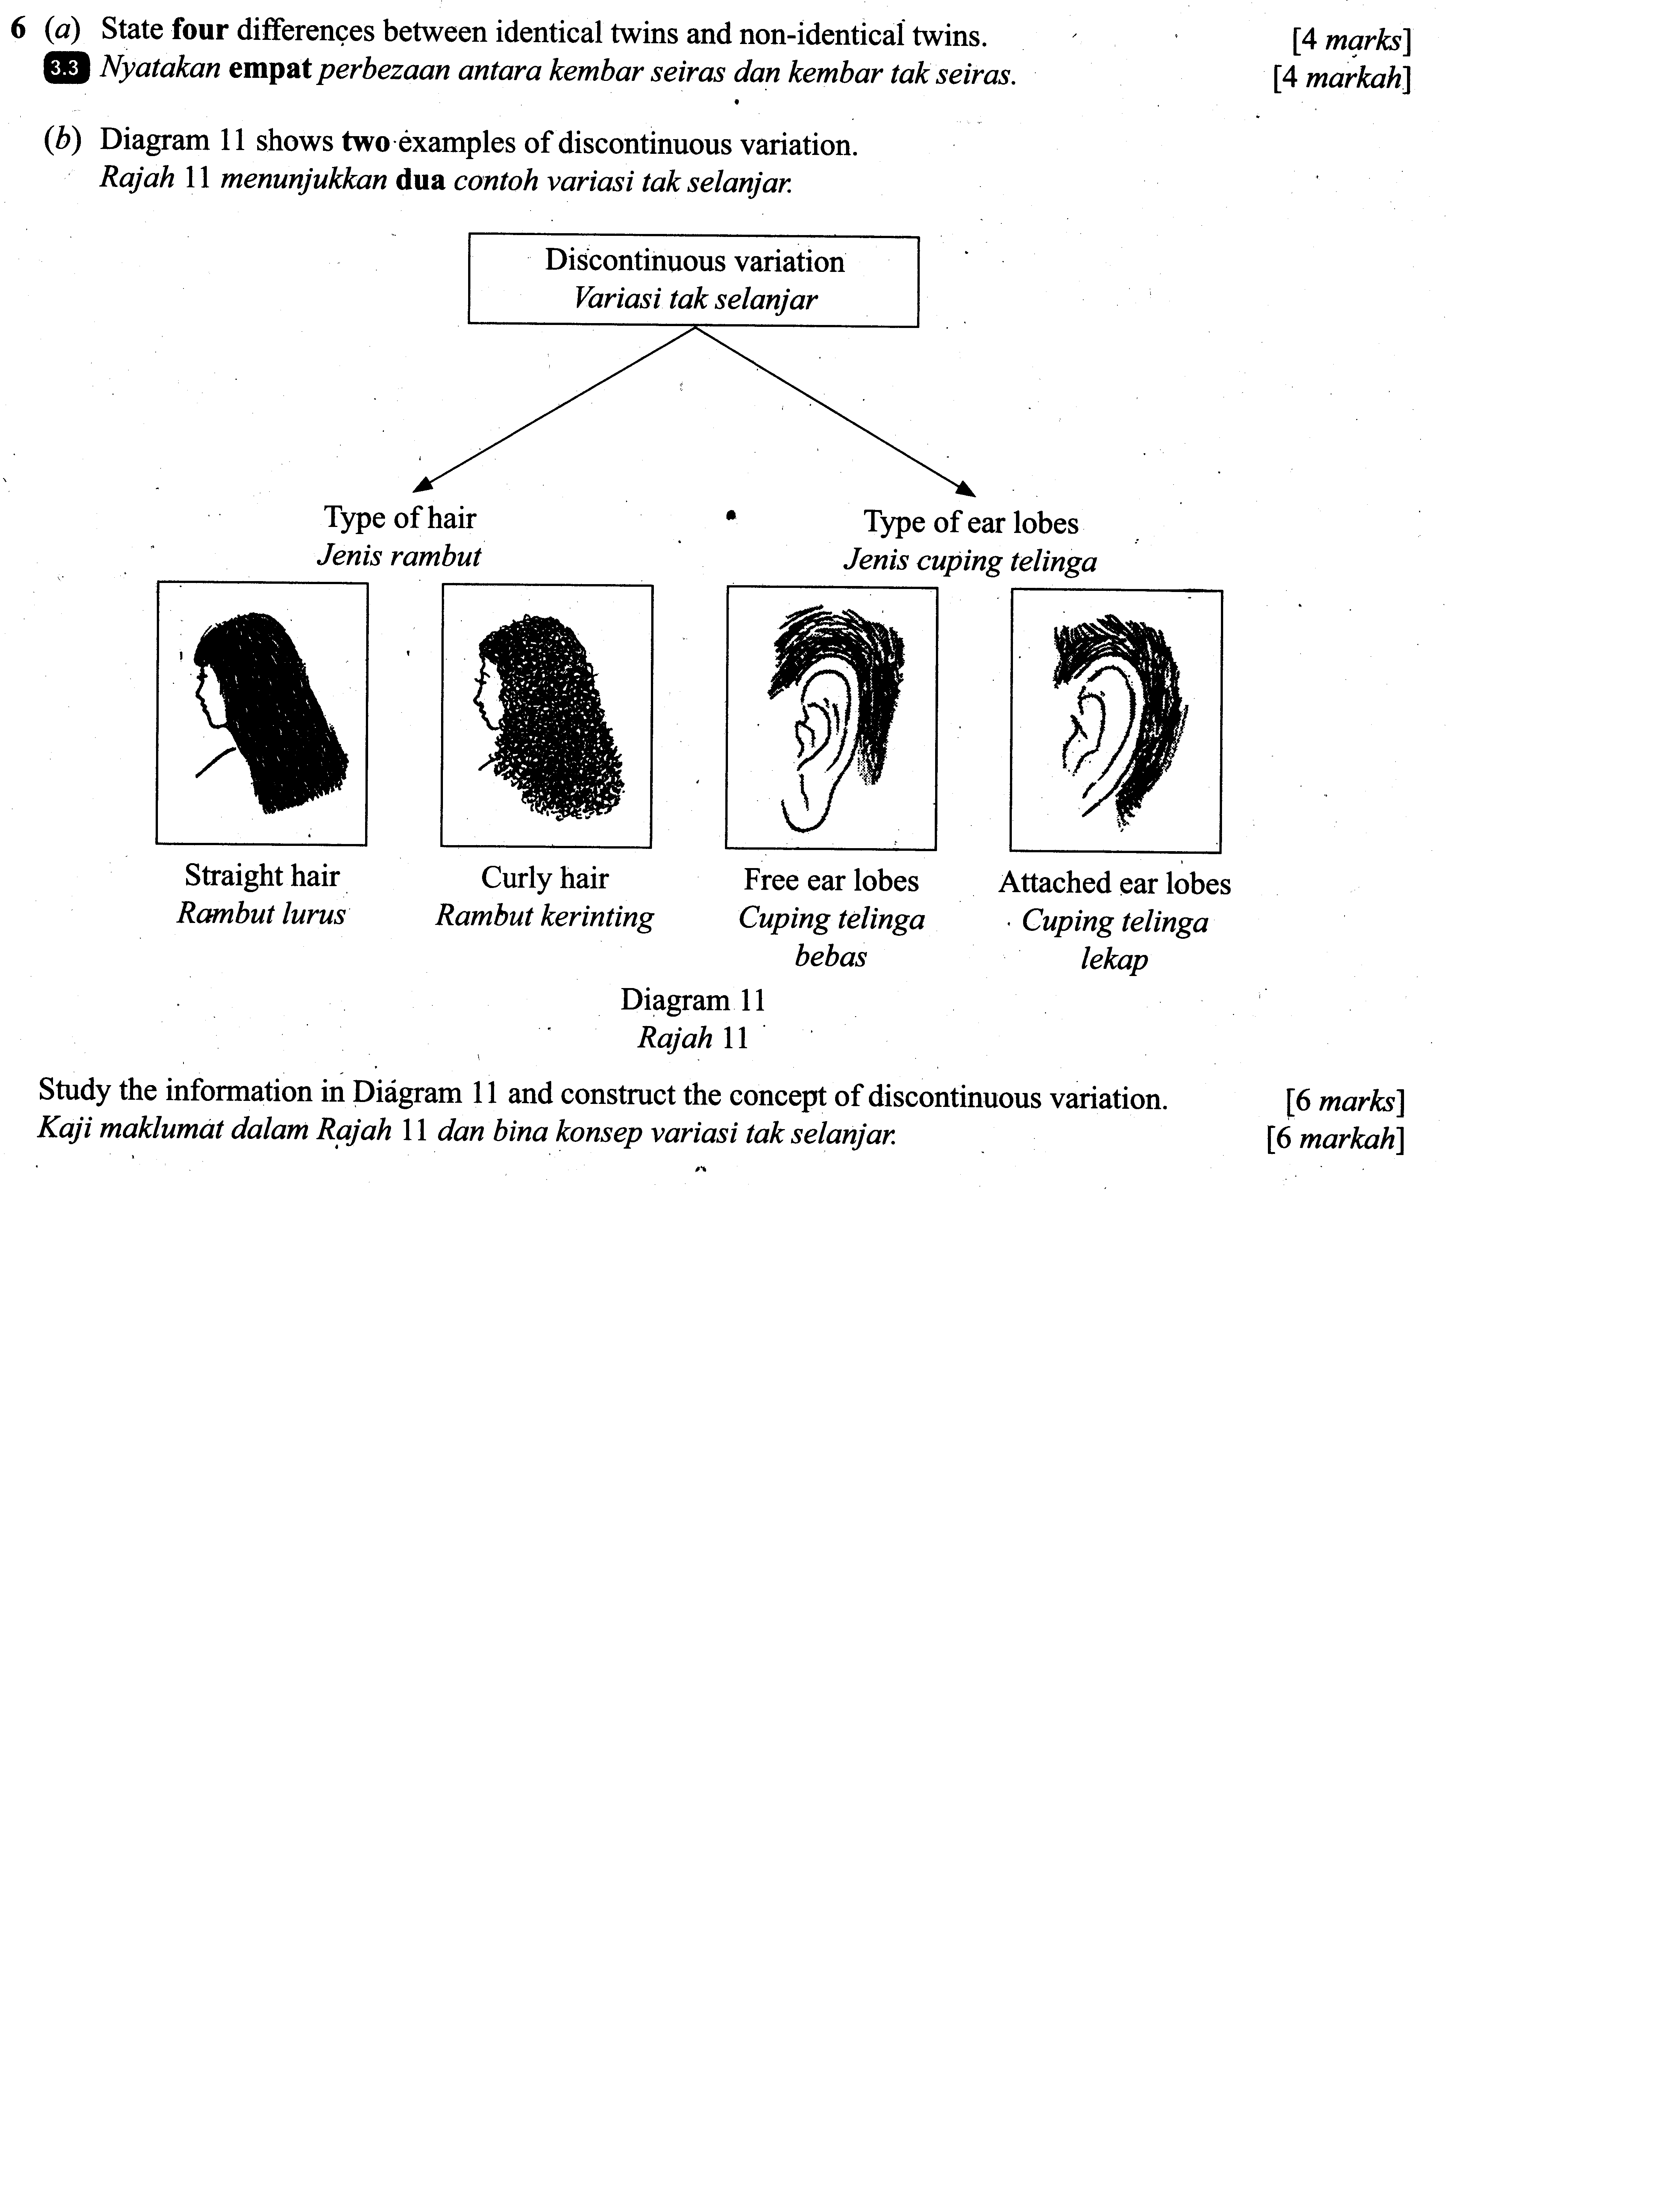 6 (a) State four differences between identical twins and non-identical twins. [4 marks]
3.3 Nyatakan empat perbezaan antara kembar seiras dan kembar tak seiras. [4 markah]
(b) Diagram 11 shows two examples of discontinuous variation.
Rajah 11 menunjukkan dua contoh variasi tak selanjar.
Discontinuous variation
Variasi tak selanjar
Type of hair
Jenis rambut
Type of ear lobes
Jenis cuping telinga
Straight hair
Rambut lurus
Curly hair
Rambut kerinting
Free ear lobes
Cuping telinga
bebas
Attached ear lobes
Cuping telinga
lekap
Diagram 11
Rajah 11
Study the information in Diagram 11 and construct the concept of discontinuous variation. [6 marks]
Kaji maklumat dalam Rajah 11 dan bina konsep variasi tak selanjar. [6 markah]